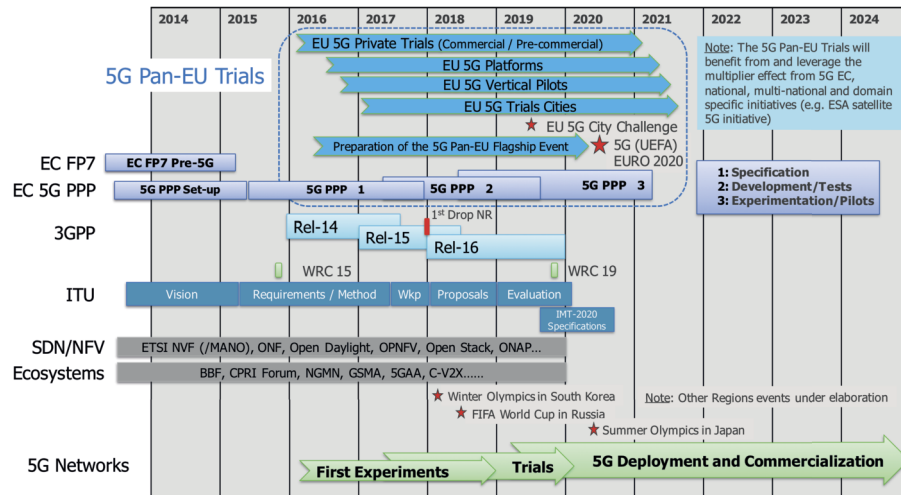 2014 2015 2016 2017 2018 2019 2020 2021 2022 2023 2024
5G Pan-EU Trials
EU 5G Private Trials (Commercial / Pre-commercial)
EU 5G Platforms
EU 5G Vertical Pilots
EU 5G Trials Cities
EU 5G City Challenge
Preparation of the 5G Pan-EU Flagship Event
5G (UEFA)
EURO 2020
Note: The 5G Pan-EU Trials will
benefit from and leverage the
multiplier effect from 5G EC,
national, multi-national and domain
specific initiatives (e.g. ESA satellite
5G initiative)
EC FP7
EC FP7 Pre-5G
EC 5G PPP
5G PPP Set-up
5G PPP 1
5G PPP 2
5G PPP 3
1: Specification
2: Development/Tests
3: Experimentation/Pilots
3GPP
Rel-14
Rel-15
1st Drop NR
Rel-16
WRC 15
WRC 19
ITU
Vision
Requirements / Method
Wkp
Proposals
Evaluation
IMT-2020
Specifications
SDN/NFV
ETSI NVF (/MANO), ONF, Open Daylight, OPNFV, Open Stack, ONAP...
Ecosystems
BBF, CPRI Forum, NGMN, GSMA, 5GAA, C-V2X......
Winter Olympics in South Korea
FIFA World Cup in Russia
Summer Olympics in Japan
Note: Other Regions events under elaboration
5G Networks
First Experiments
Trials
5G Deployment and Commercialization